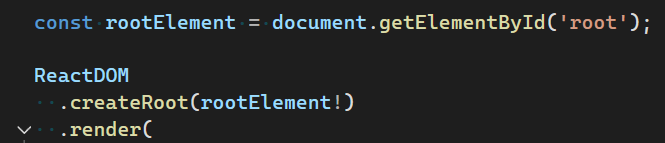 const rootElement = document.getElementById('root');
ReactDOM
.createRoot(rootElement!)
.render(